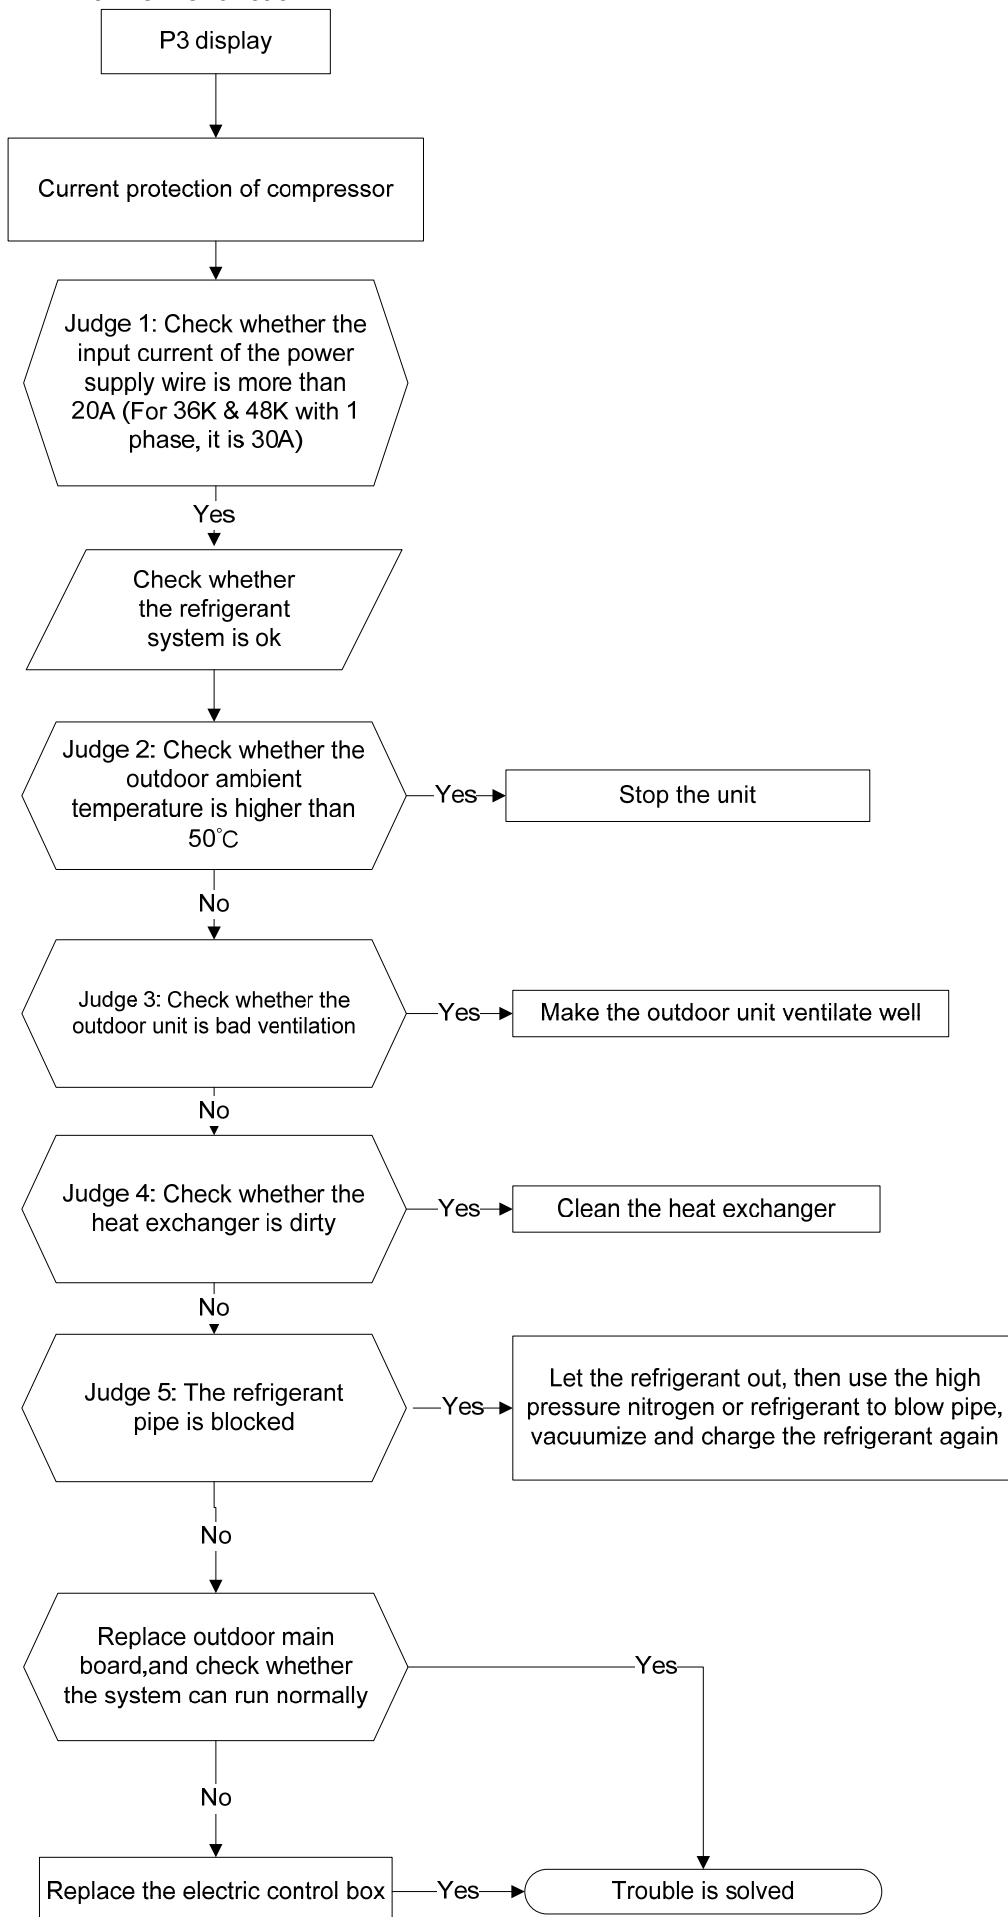 P3 display
Current protection of compressor
Judge 1: Check whether the
input current of the power
supply wire is more than
20A (For 36K & 48K with 1
phase, it is 30A)
Yes
Check whether
the refrigerant
system is ok
Judge 2: Check whether the
outdoor ambient
temperature is higher than
50°C
Yes
Stop the unit
No
Judge 3: Check whether the
outdoor unit is bad ventilation
Yes
Make the outdoor unit ventilate well
No
Judge 4: Check whether the
heat exchanger is dirty
Yes
Clean the heat exchanger
No
Judge 5: The refrigerant
pipe is blocked
Yes
Let the refrigerant out, then use the high
pressure nitrogen or refrigerant to blow pipe,
vacuumize and charge the refrigerant again
No
Replace outdoor main
board,and check whether
the system can run normally
Yes
No
Replace the electric control box
Yes
Trouble is solved